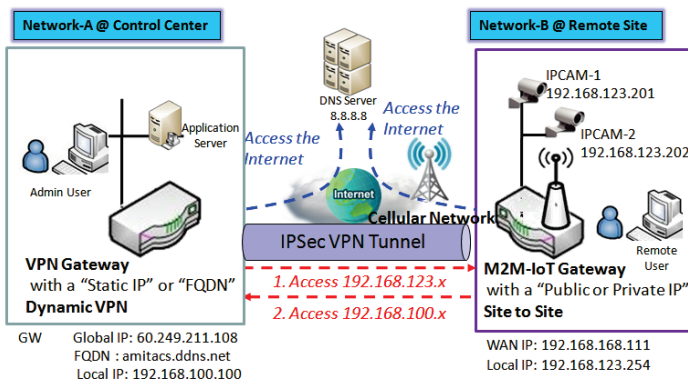 Network-A @ Control Center
Network-B @ Remote Site
DNS Server
8.8.8.8
Access the
Internet
Access the
Internet
IPCAM-1
192.168.123.201
IPCAM-2
192.168.123.202
Application
Server
Admin User
Internet
Cellular Network
IPSec VPN Tunnel
Remote
User
VPN Gateway
with a “Static IP” or “FQDN”
Dynamic VPN
1. Access 192.168.123.x
2. Access 192.168.100.x
M2M-IoT Gateway
with a “Public or Private IP”
Site to Site
GW Global IP: 60.249.211.108
FQDN : amitacs.ddns.net
Local IP: 192.168.100.100
WAN IP: 192.168.168.111
Local IP: 192.168.123.254